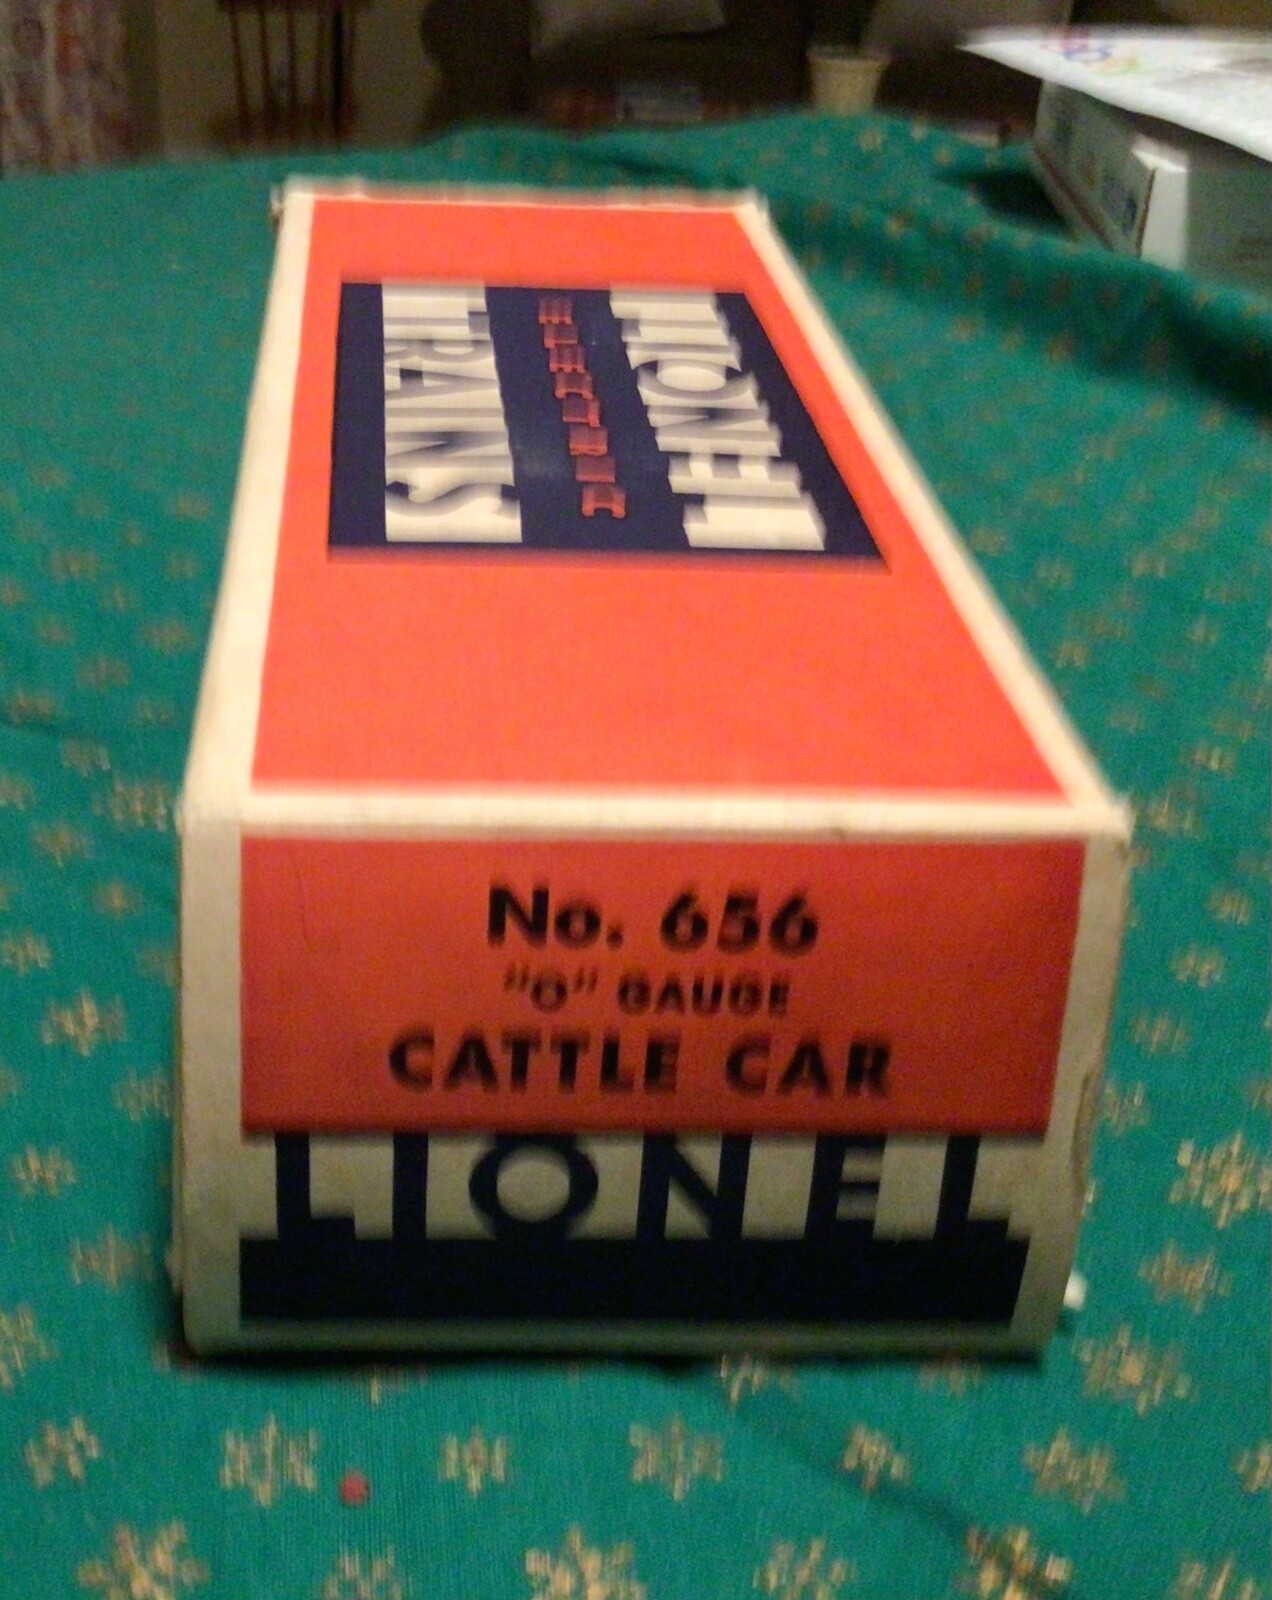 LIONEL
ELECTRIC
TRAINS
No. 656
"O" GAUGE
CATTLE CAR
LIONEL